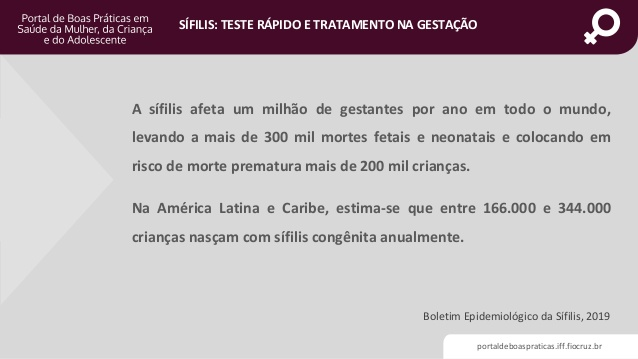 Portal de Boas Práticas em
Saúde da Mulher, da Criança
e do Adolescente
SÍFILIS: TESTE RÁPIDO E TRATAMENTO NA GESTAÇÃO
A sífilis afeta um milhão de gestantes por ano em todo o mundo,
levando a mais de 300 mil mortes fetais e neonatais e colocando em
risco de morte prematura mais de 200 mil crianças.
Na América Latina e Caribe, estima-se que entre 166.000 e 344.000
crianças nasçam com sífilis congênita anualmente.
Boletim Epidemiológico da Sífilis, 2019
portaldeboaspraticas.iff.fiocruz.br